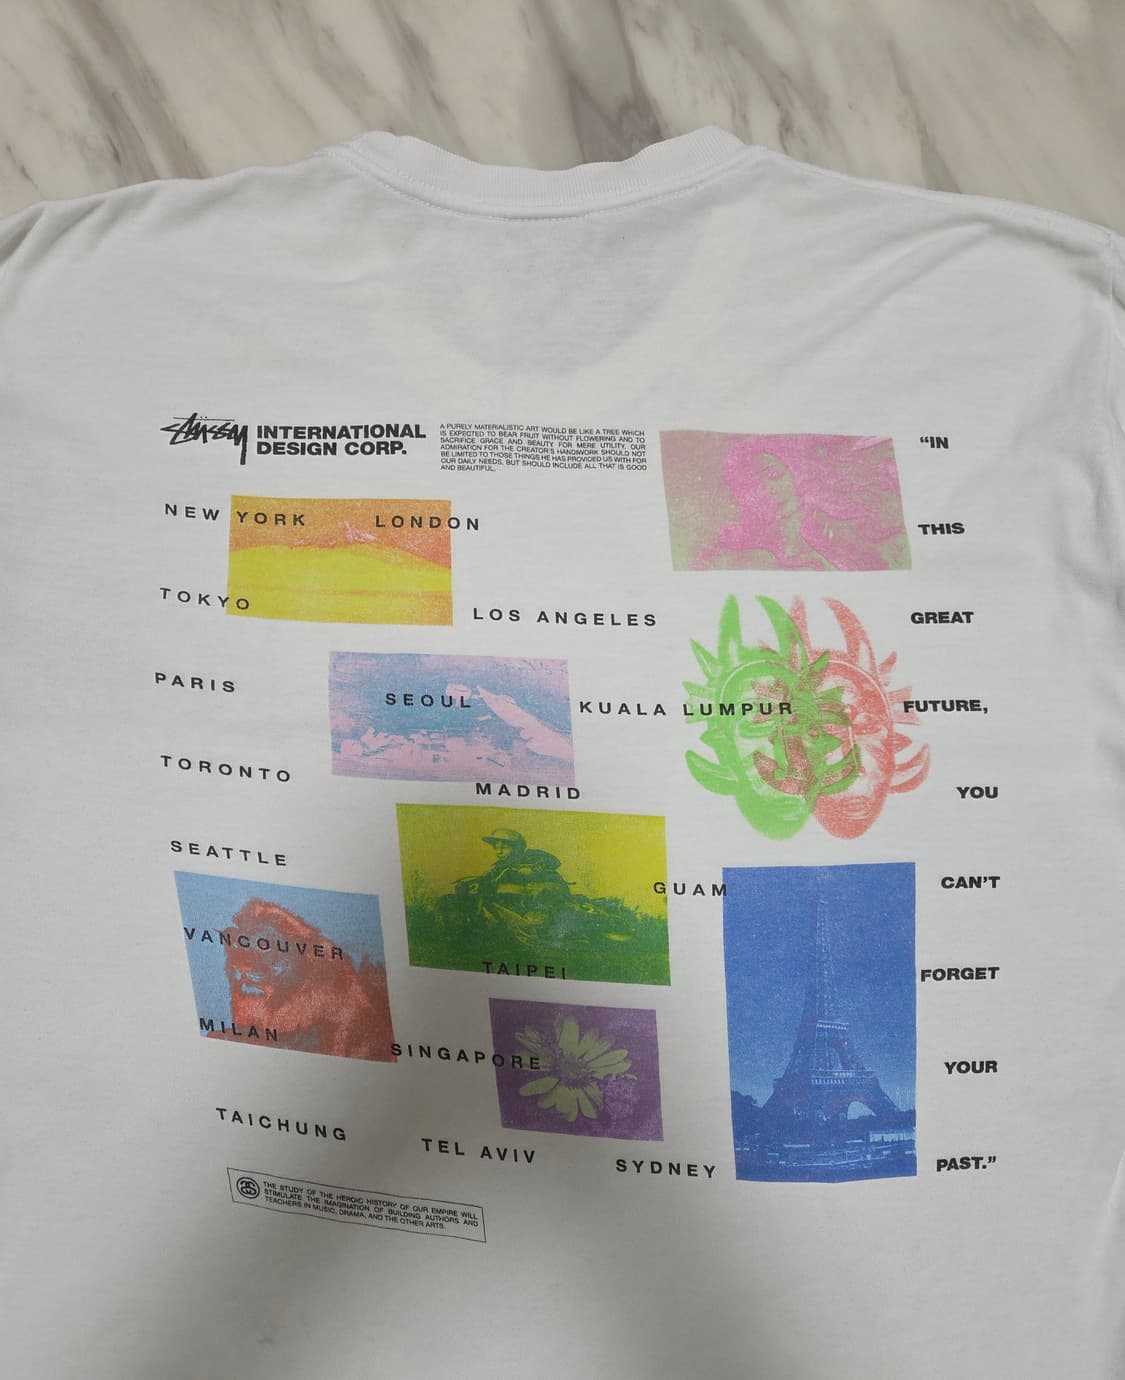 STÜSSY INTERNATIONAL
DESIGN CORP.
A PURELY MATERIALISTIC ART WOULD BE LIKE A TREE WHICH
IS EXPECTED TO BEAR FRUIT WITHOUT FLOWERING AND TO
SACRIFICE GRACE AND BEAUTY FOR MERE UTILITY, OUR
ADMIRATION FOR THE CREATOR'S HANDIWORK SHOULD NOT
BE LIMITED TO THOSE THINGS HE HAS PROVIDED US WITH FOR
OUR DAILY NEEDS, BUT SHOULD INCLUDE ALL THAT IS GOOD
AND BEAUTIFUL.
“IN
NEW YORK LONDON
THIS
TOKYO
LOS ANGELES
GREAT
PARIS
SEOUL
KUALA LUMPUR
FUTURE,
TORONTO
MADRID
YOU
SEATTLE
GUAM
CAN'T
VANCOUVER
TAIPEI
FORGET
MILAN
SINGAPORE
YOUR
TAICHUNG
TEL AVIV
SYDNEY
PAST.”
SS THE STUDY OF THE HEROIC HISTORY OF OUR EMPIRE WILL
STIMULATE THE IMAGINATION OF BUILDING AUTHORS AND
TEACHERS IN MUSIC, DRAMA, AND THE OTHER ARTS.